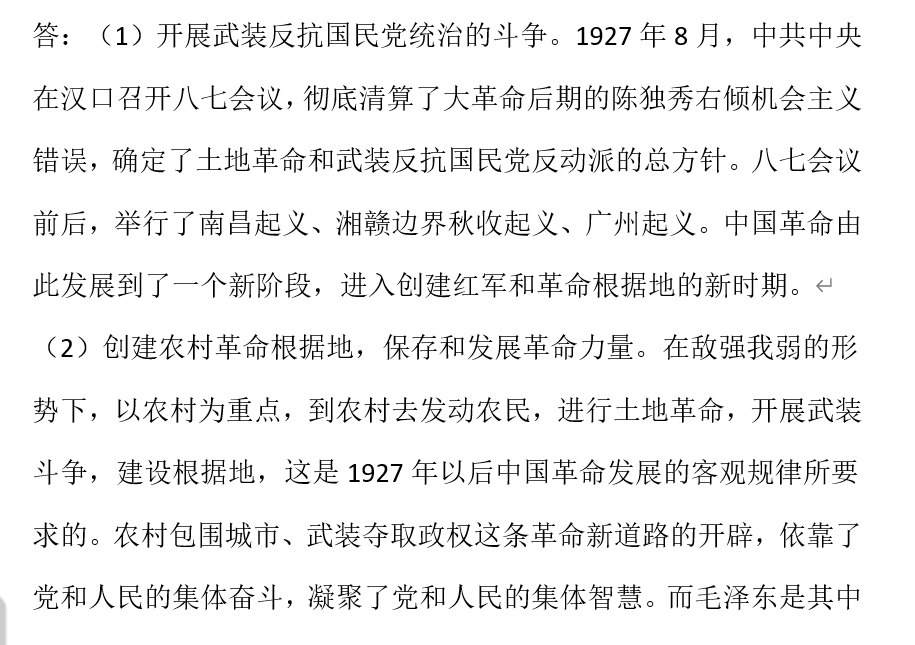 答：（1）开展武装反抗国民党统治的斗争。1927 年 8 月，中共中央
在汉口召开八七会议，彻底清算了大革命后期的陈独秀右倾机会主义
错误，确定了土地革命和武装反抗国民党反动派的总方针。八七会议
前后，举行了南昌起义、湘赣边界秋收起义、广州起义。中国革命由
此发展到了一个新阶段，进入创建红军和革命根据地的新时期。
（2）创建农村革命根据地，保存和发展革命力量。在敌强我弱的形
势下，以农村为重点，到农村去发动农民，进行土地革命，开展武装
斗争，建设根据地，这是 1927 年以后中国革命发展的客观规律所要
求的。农村包围城市、武装夺取政权这条革命新道路的开辟，依靠了
党和人民的集体奋斗，凝聚了党和人民的集体智慧。而毛泽东是其中